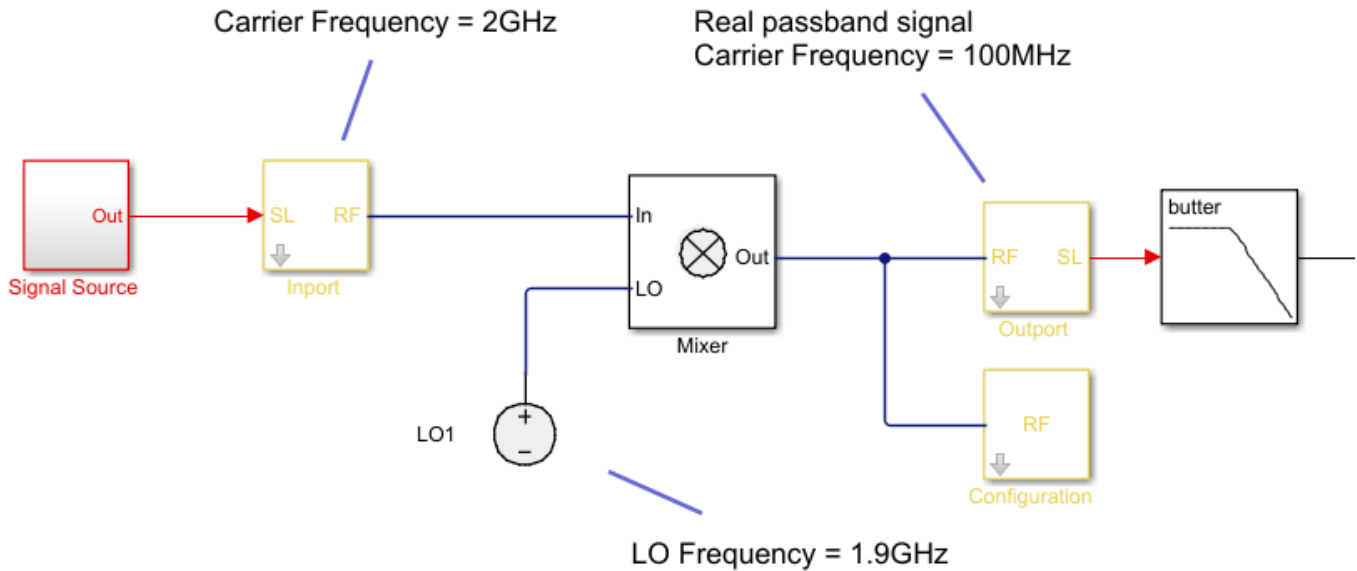 Carrier Frequency = 2GHz
Real passband signal
Carrier Frequency = 100MHz
Out
Signal Source
SL RF
Inport
In
LO
Out
Mixer
RF SL
Outport
butter
LO1
+
−
RF
Configuration
LO Frequency = 1.9GHz